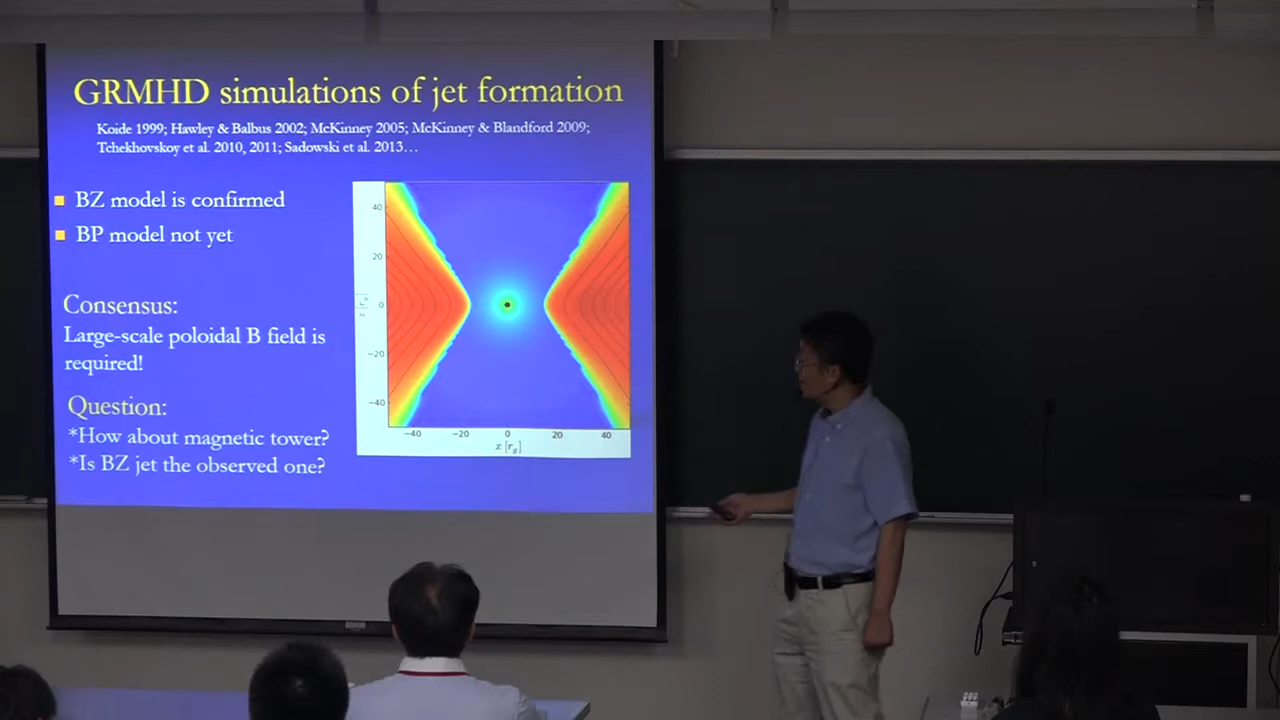 GRMHD simulations of jet formation
Koide 1999; Hawley & Balbus 2002; McKinney 2005; McKinney & Blandford 2009;
Tchekhovskoy et al. 2010, 2011; Sadowski et al. 2013…
BZ model is confirmed
BP model not yet
Consensus:
Large-scale poloidal B field is
required!
Question:
*How about magnetic tower?
*Is BZ jet the observed one?
40
20
0
−20
−40
z [r_g]
−40 −20 0 20 40
x [r_g]